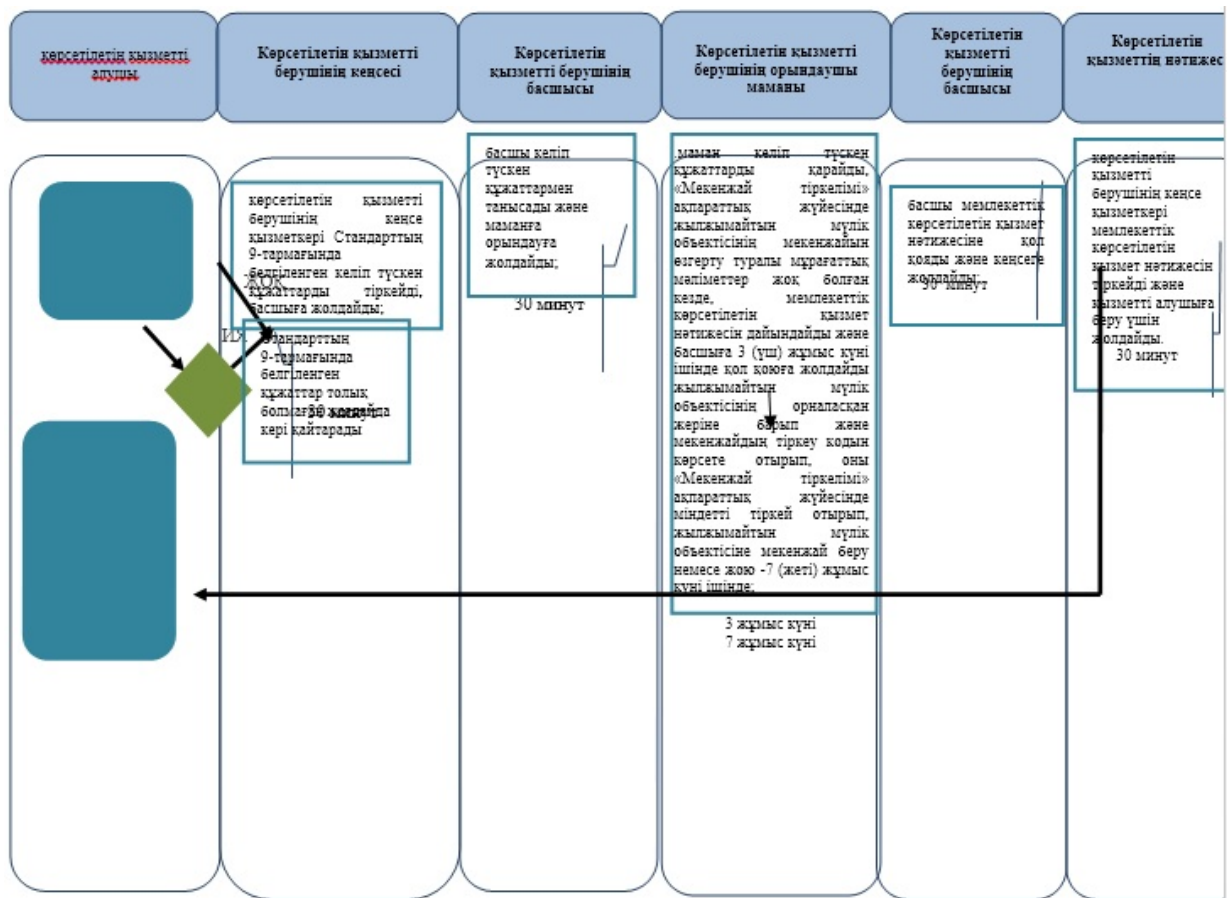 көрсетілетін қызметті
алушы
Көрсетілетін қызметті
берушінің кеңсесі
Көрсетілетін
қызметті берушінің
басшысы
Көрсетілетін қызметті
берушінің орындаушы
маманы
Көрсетілетін
қызметті
берушінің
басшысы
Көрсетілетін
қызметтің нәтижес
көрсетілетін қызметті
берушінің кеңсе
қызметкері Стандарттың
9-тармағында
белгіленген келіп түскен
құжаттарды тіркейді,
басшыға жолдайды;
ЖОҚ
ИЯ
Стандарттың
9-тармағында
белгіленген
құжаттар толық
болмаған жағдайда
кері қайтарады
30 минут
басшы келіп
түскен
құжаттармен
танысады және
маманға
орындауға
жолдайды;
30 минут
маман келіп түскен
құжаттарды қарайды,
«Мекенжай тіркелімі»
ақпараттық жүйесінде
жылжымайтын мүлік
объектісінің мекенжайын
өзгерту туралы мұрағаттық
мәліметтер жоқ болған
кезде, мемлекеттік
көрсетілетін қызмет
нәтижесін дайындайды және
басшыға 3 (үш) жұмыс күні
ішінде қол қоюға жолдайды
жылжымайтын мүлік
объектісінің орналасқан
жеріне барып және
мекенжайдың тіркеу кодын
көрсете отырып, оны
«Мекенжай тіркелімі»
ақпараттық жүйесінде
міндетті тіркей отырып,
жылжымайтын мүлік
объектісіне мекенжай беру
немесе жою -7 (жеті) жұмыс
күні ішінде;
3 жұмыс күні
7 жұмыс күні
басшы мемлекеттік
көрсетілетін қызмет
нәтижесіне қол
қояды және кеңсеге
жолдайды;
30 минут
көрсетілетін
қызметті
берушінің кеңсе
қызметкері
мемлекеттік
көрсетілетін
қызмет нәтижесін
тіркейді және
қызметті алушыға
беру үшін
жолдайды.
30 минут